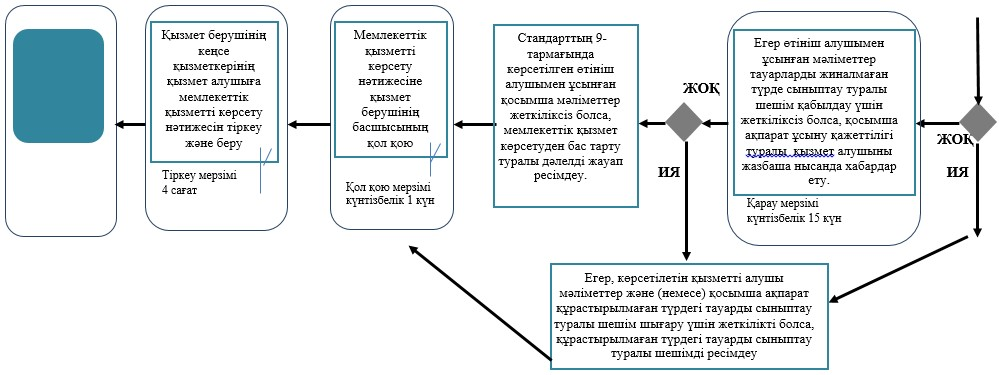 Қызмет берушінің
кеңсе
қызметкерінің
қызмет алушыға
мемлекеттік
қызметті көрсету
нәтижесін тіркеу
және беру
Тіркеу мерзімі
4 сағат
Мемлекеттік
қызметті
көрсету
нәтижесіне
қызмет
берушінің
басшысының
қол қою
Қол қою мерзімі
күнтізбелік 1 күн
Стандарттың 9-
тармағында
көрсетілген өтініш
алушымен ұсынған
қосымша мәліметтер
жеткіліксіз болса,
мемлекеттік қызмет
көрсетуден бас тарту
туралы дәлелді жауап
ресімдеу.
ЖОҚ
ИЯ
Егер өтініш алушымен
ұсынған мәліметтер
тауарларды жиналмаған
түрде сыныптау туралы
шешім қабылдау үшін
жеткіліксіз болса, қосымша
ақпарат ұсыну қажеттілігі
туралы қызмет алушыны
жазбаша нысанда хабардар
ету.
Қарау мерзімі
күнтізбелік 15 күн
ЖОҚ
ИЯ
Егер, көрсетілетін қызметті алушы
мәліметтер және (немесе) қосымша ақпарат
құрастырылмаған түрдегі тауарды сыныптау
туралы шешім шығару үшін жеткілікті болса,
құрастырылмаған түрдегі тауарды сыныптау
туралы шешімді ресімдеу